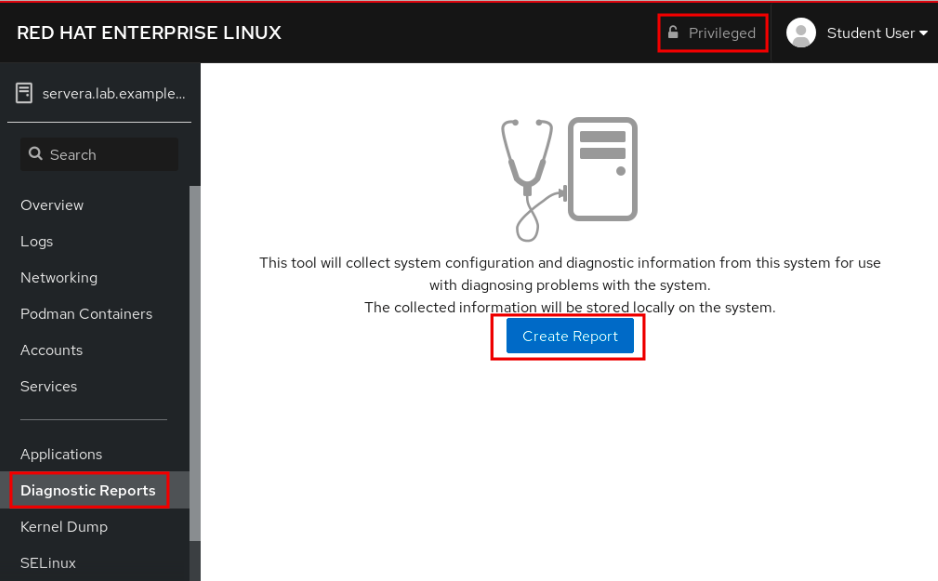 RED HAT ENTERPRISE LINUX
Privileged
Student User
servera.lab.example...
Search
Overview
Logs
Networking
Podman Containers
Accounts
Services
Applications
Diagnostic Reports
Kernel Dump
SELinux
This tool will collect system configuration and diagnostic information from this system for use
with diagnosing problems with the system.
The collected information will be stored locally on the system.
Create Report